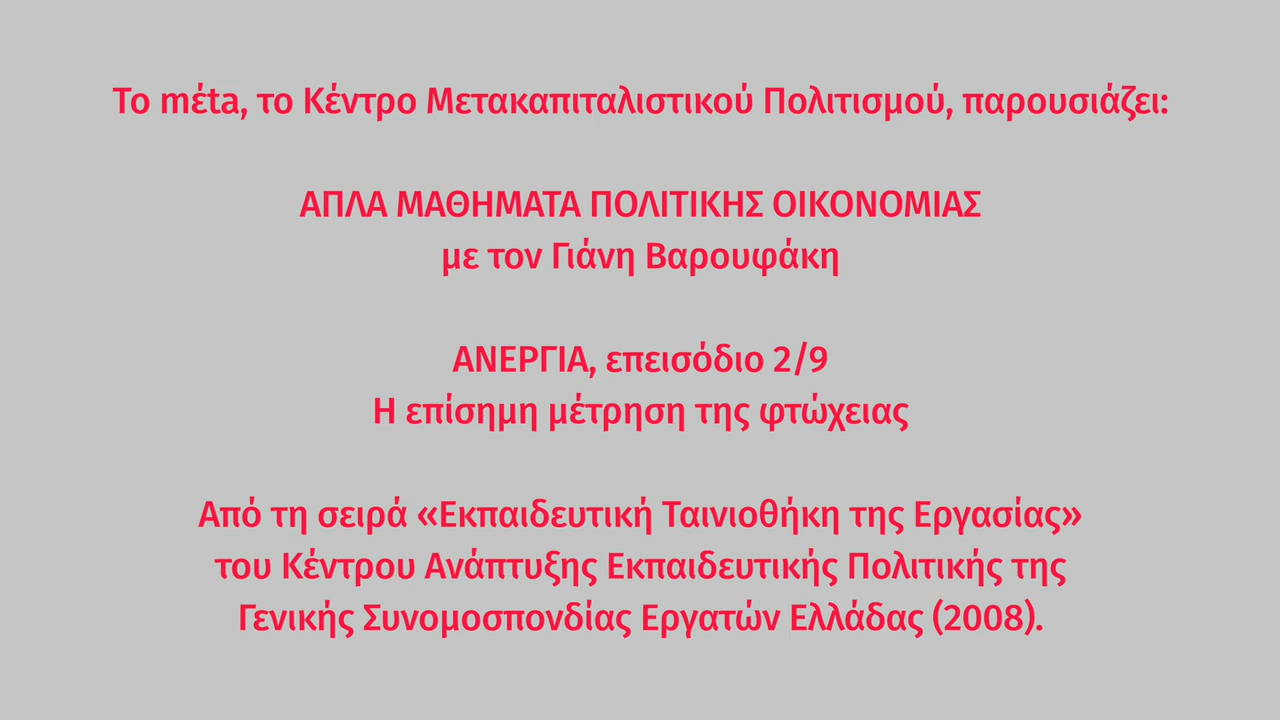 Το mέta, το Κέντρο Μετακαπιταλιστικού Πολιτισμού, παρουσιάζει:
ΑΠΛΑ ΜΑΘΗΜΑΤΑ ΠΟΛΙΤΙΚΗΣ ΟΙΚΟΝΟΜΙΑΣ
με τον Γιάνη Βαρουφάκη
ΑΝΕΡΓΙΑ, επεισόδιο 2/9
Η επίσημη μέτρηση της φτώχειας
Από τη σειρά «Εκπαιδευτική Ταινιοθήκη της Εργασίας»
του Κέντρου Ανάπτυξης Εκπαιδευτικής Πολιτικής της
Γενικής Συνομοσπονδίας Εργατών Ελλάδας (2008).